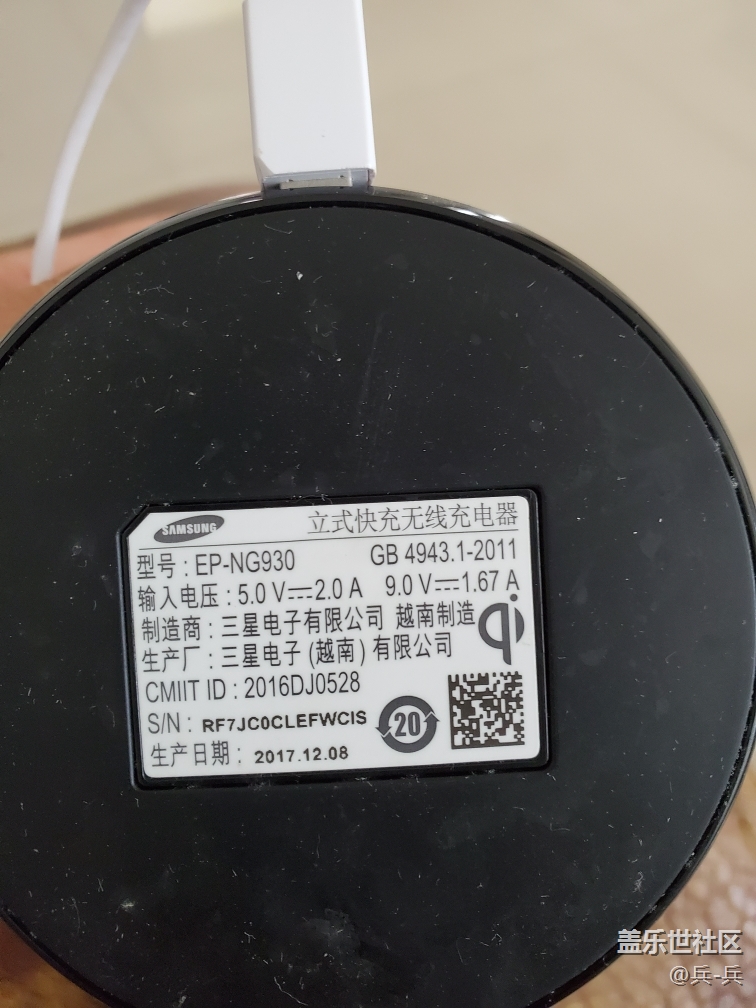 SAMSUNG 立式快充无线充电器
型号 : EP-NG930 GB 4943.1-2011
输入电压 : 5.0 V⎓2.0 A 9.0 V⎓1.67 A
制造商 : 三星电子有限公司 越南制造
生产厂 : 三星电子 (越南) 有限公司
qi
CMIIT ID : 2016DJ0528
S/N : RF7JC0CLEFWCIS
20
生产日期 : 2017.12.08
盖乐世社区
@兵-兵